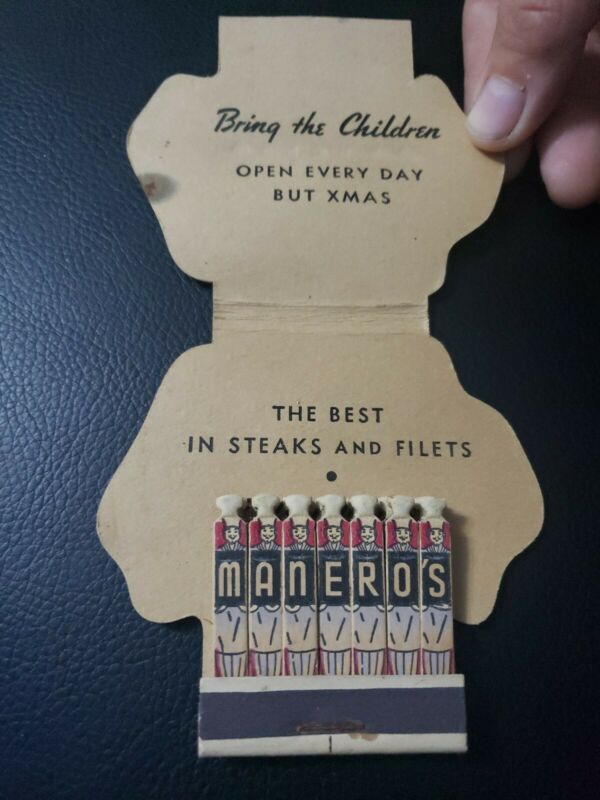 Bring the Children
OPEN EVERY DAY
BUT XMAS
THE BEST
IN STEAKS AND FILETS
MANERO'S